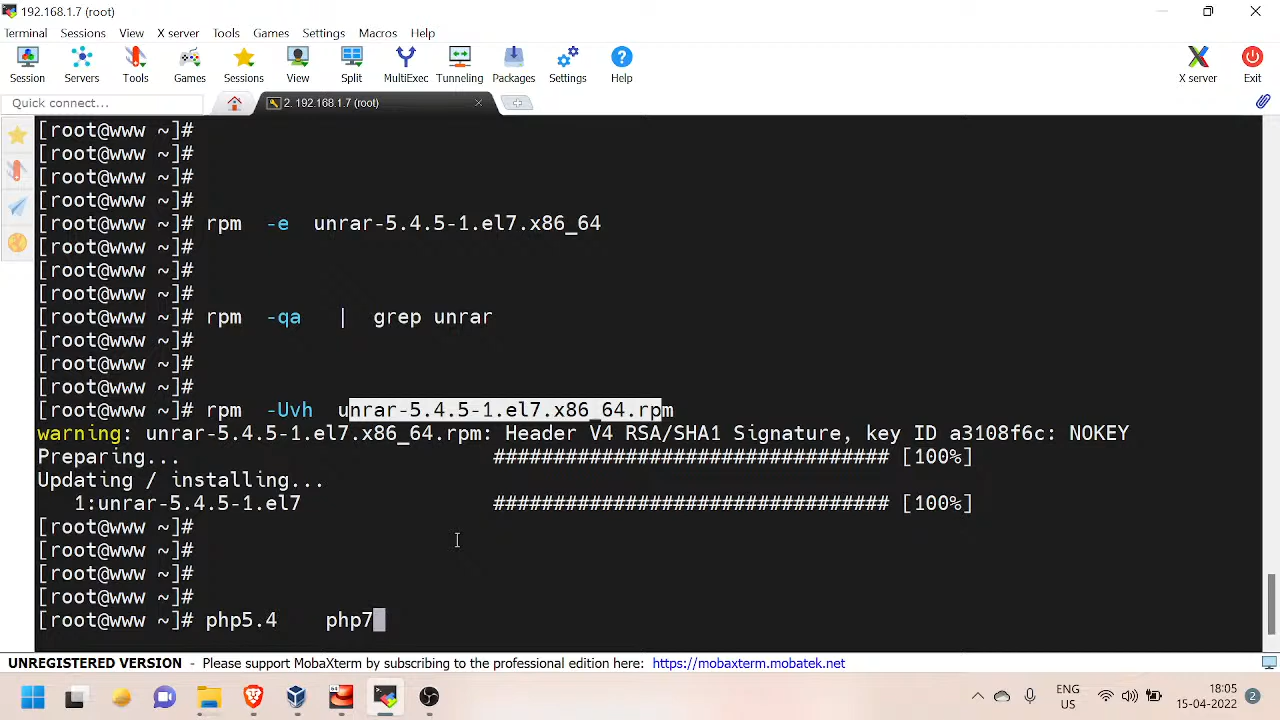 192.168.1.7 (root)
Terminal Sessions View X server Tools Games Settings Macros Help
Session Servers Tools Games Sessions View Split MultiExec Tunneling Packages Settings Help X server Exit
Quick connect... 2. 192.168.1.7 (root)
[root@www ~]#
[root@www ~]#
[root@www ~]#
[root@www ~]#
[root@www ~]# rpm -e unrar-5.4.5-1.el7.x86_64
[root@www ~]#
[root@www ~]#
[root@www ~]#
[root@www ~]# rpm -qa | grep unrar
[root@www ~]#
[root@www ~]#
[root@www ~]#
[root@www ~]# rpm -Uvh unrar-5.4.5-1.el7.x86_64.rpm
warning: unrar-5.4.5-1.el7.x86_64.rpm: Header V4 RSA/SHA1 Signature, key ID a3108f6c: NOKEY
Preparing... ################################# [100%]
Updating / installing...
1:unrar-5.4.5-1.el7 ################################# [100%]
[root@www ~]#
[root@www ~]#
[root@www ~]#
[root@www ~]#
[root@www ~]# php5.4 php7
UNREGISTERED VERSION - Please support MobaXterm by subscribing to the professional edition here: https://mobaxterm.mobatek.net
ENG 18:05
US 15-04-2022 2